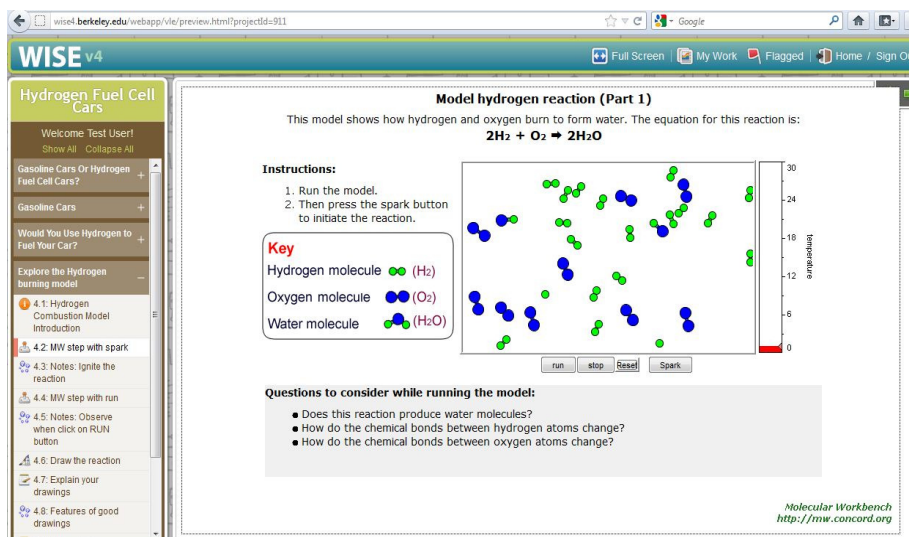 wise4.berkeley.edu/webapp/vle/preview.html?projectId=911
Google
WISE v4
Full Screen
My Work
Flagged
Home / Sign O
Hydrogen Fuel Cell
Cars
Welcome Test User!
Show All Collapse All
Gasoline Cars Or Hydrogen
Fuel Cell Cars?
Gasoline Cars
Would You Use Hydrogen to
Fuel Your Car?
Explore the Hydrogen
burning model
4.1: Hydrogen
Combustion Model
Introduction
4.2: MW step with spark
4.3: Notes: Ignite the
reaction
4.4: MW step with run
4.5: Notes: Observe
when click on RUN
button
4.6: Draw the reaction
4.7: Explain your
drawings
4.8: Features of good
drawings
Model hydrogen reaction (Part 1)
This model shows how hydrogen and oxygen burn to form water. The equation for this reaction is:
2H2 + O2 ➡ 2H2O
Instructions:
1. Run the model.
2. Then press the spark button
to initiate the reaction.
Key
Hydrogen molecule (H2)
Oxygen molecule (O2)
Water molecule (H2O)
30
24
18
12
6
0
temperature
run stop Reset Spark
Questions to consider while running the model:
● Does this reaction produce water molecules?
● How do the chemical bonds between hydrogen atoms change?
● How do the chemical bonds between oxygen atoms change?
Molecular Workbench
http://mw.concord.org